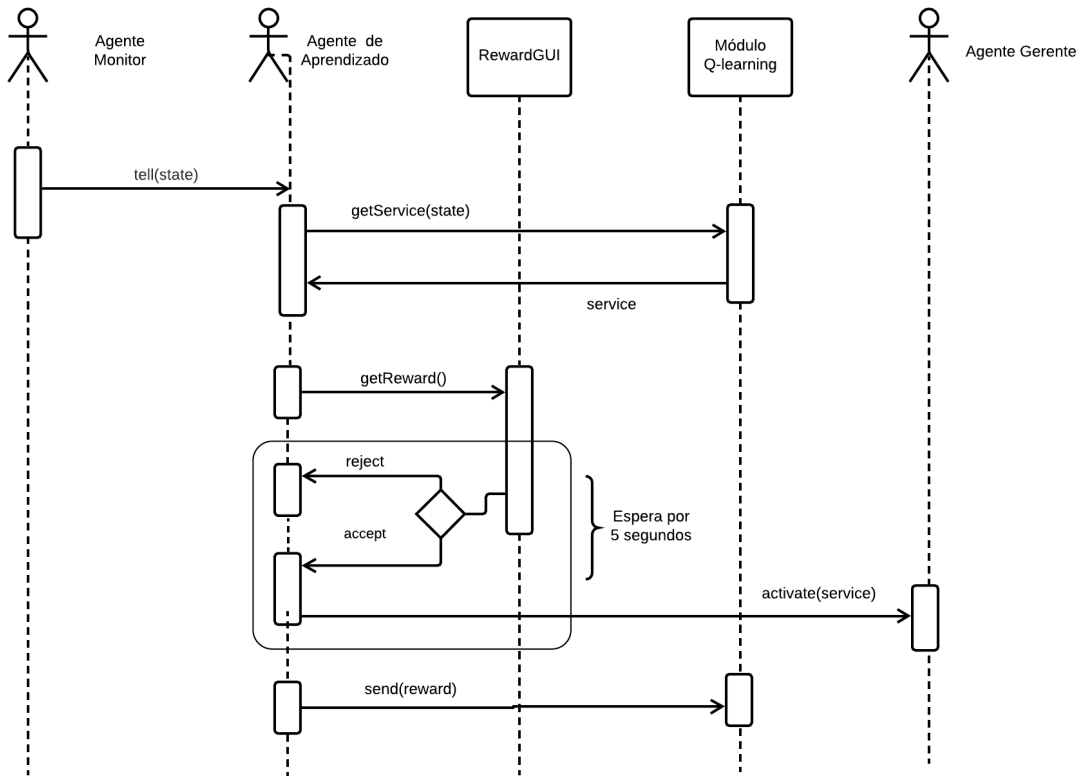 Agente
Monitor
Agente de
Aprendizado
RewardGUI
Módulo
Q-learning
Agente Gerente
tell(state)
getService(state)
service
getReward()
reject
accept
Espera por
5 segundos
activate(service)
send(reward)